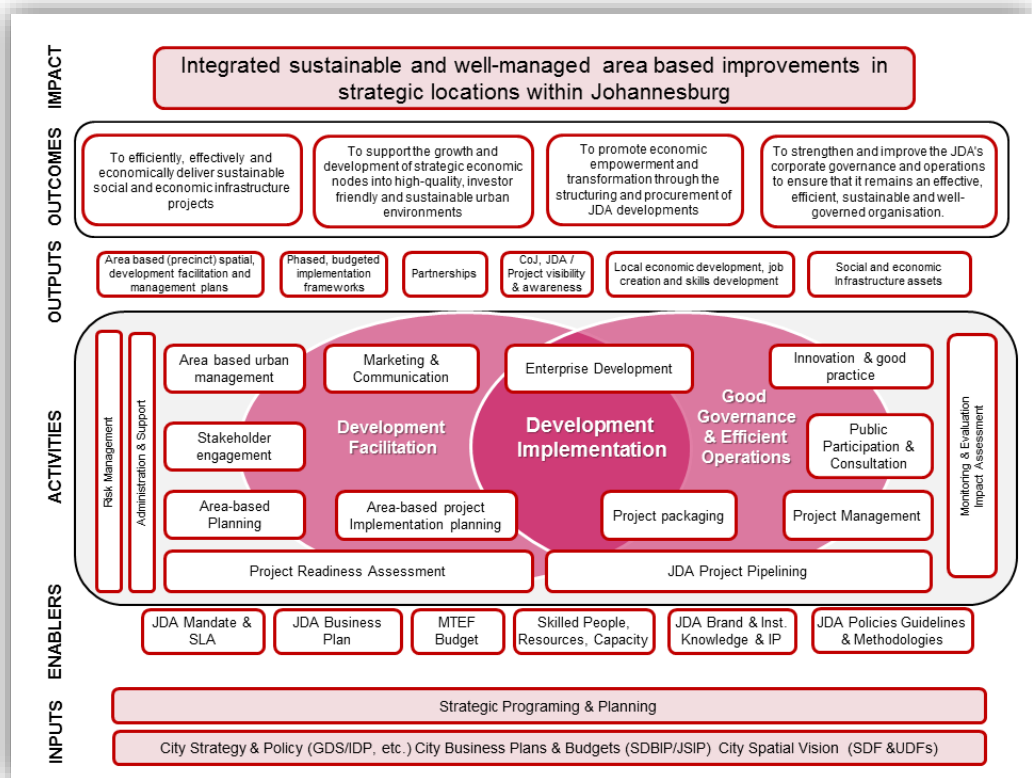 IMPACT
Integrated sustainable and well-managed area based improvements in
strategic locations within Johannesburg
OUTCOMES
To efficiently, effectively and
economically deliver sustainable
social and economic infrastructure
projects
To support the growth and
development of strategic economic
nodes into high-quality, investor
friendly and sustainable urban
environments
To promote economic
empowerment and
transformation through the
structuring and procurement of
JDA developments
To strengthen and improve the JDA's
corporate governance and operations
to ensure that it remains an effective,
efficient, sustainable and well-
governed organisation.
OUTPUTS
Area based (precinct) spatial,
development facilitation and
management plans
Phased, budgeted
implementation
frameworks
Partnerships
CoJ, JDA /
Project visibility
& awareness
Local economic development, job
creation and skills development
Social and economic
Infrastructure assets
ACTIVITIES
Risk Management
Administration & Support
Area based urban
management
Marketing &
Communication
Enterprise Development
Innovation & good
practice
Development
Facilitation
Development
Implementation
Good
Governance
& Efficient
Operations
Stakeholder
engagement
Public
Participation &
Consultation
Area-based
Planning
Area-based project
Implementation planning
Project packaging
Project Management
Project Readiness Assessment
JDA Project Pipelining
Monitoring & Evaluation
Impact Assessment
ENABLERS
JDA Mandate &
SLA
JDA Business
Plan
MTEF
Budget
Skilled People,
Resources, Capacity
JDA Brand & Inst.
Knowledge & IP
JDA Policies Guidelines
& Methodologies
INPUTS
Strategic Programing & Planning
City Strategy & Policy (GDS/IDP, etc.) City Business Plans & Budgets (SDBIP/JSIP) City Spatial Vision (SDF &UDFs)